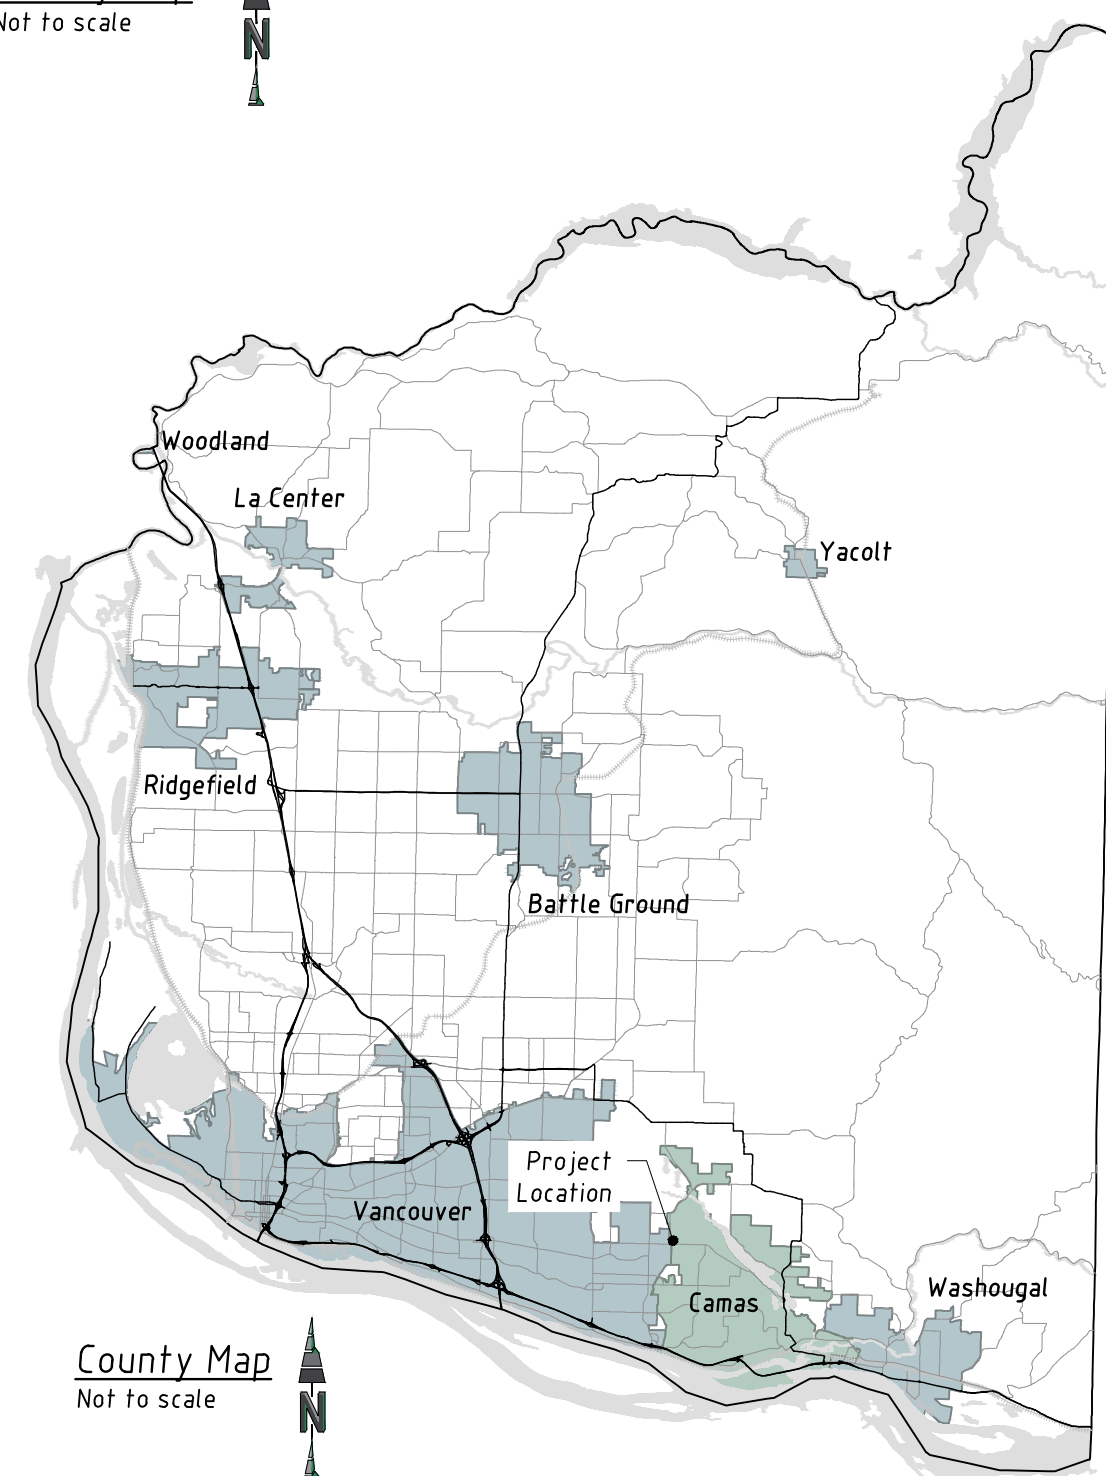 Not to scale
N
Woodland
La Center
Yacolt
Ridgefield
Battle Ground
Project
Location
Vancouver
Washougal
Camas
County Map
Not to scale
N